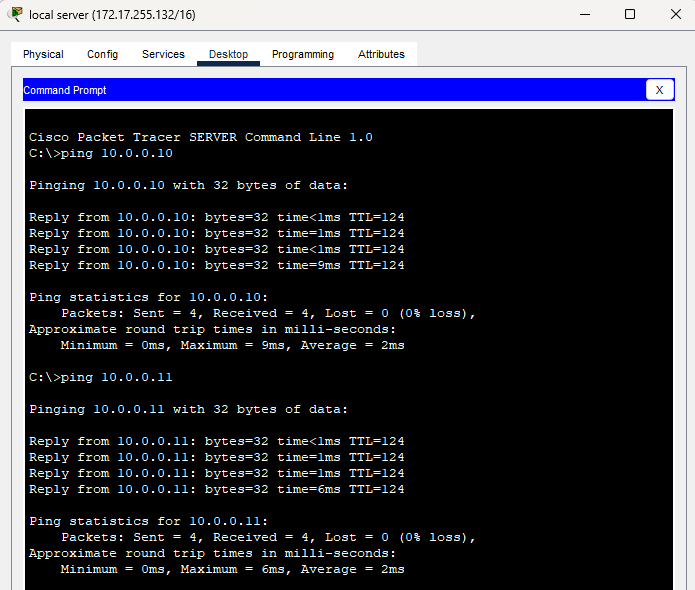 local server (172.17.255.132/16)
Physical Config Services Desktop Programming Attributes
Command Prompt X
Cisco Packet Tracer SERVER Command Line 1.0
C:\>ping 10.0.0.10
Pinging 10.0.0.10 with 32 bytes of data:
Reply from 10.0.0.10: bytes=32 time<1ms TTL=124
Reply from 10.0.0.10: bytes=32 time=1ms TTL=124
Reply from 10.0.0.10: bytes=32 time<1ms TTL=124
Reply from 10.0.0.10: bytes=32 time=9ms TTL=124
Ping statistics for 10.0.0.10:
Packets: Sent = 4, Received = 4, Lost = 0 (0% loss),
Approximate round trip times in milli-seconds:
Minimum = 0ms, Maximum = 9ms, Average = 2ms
C:\>ping 10.0.0.11
Pinging 10.0.0.11 with 32 bytes of data:
Reply from 10.0.0.11: bytes=32 time<1ms TTL=124
Reply from 10.0.0.11: bytes=32 time=1ms TTL=124
Reply from 10.0.0.11: bytes=32 time=1ms TTL=124
Reply from 10.0.0.11: bytes=32 time=6ms TTL=124
Ping statistics for 10.0.0.11:
Packets: Sent = 4, Received = 4, Lost = 0 (0% loss),
Approximate round trip times in milli-seconds:
Minimum = 0ms, Maximum = 6ms, Average = 2ms